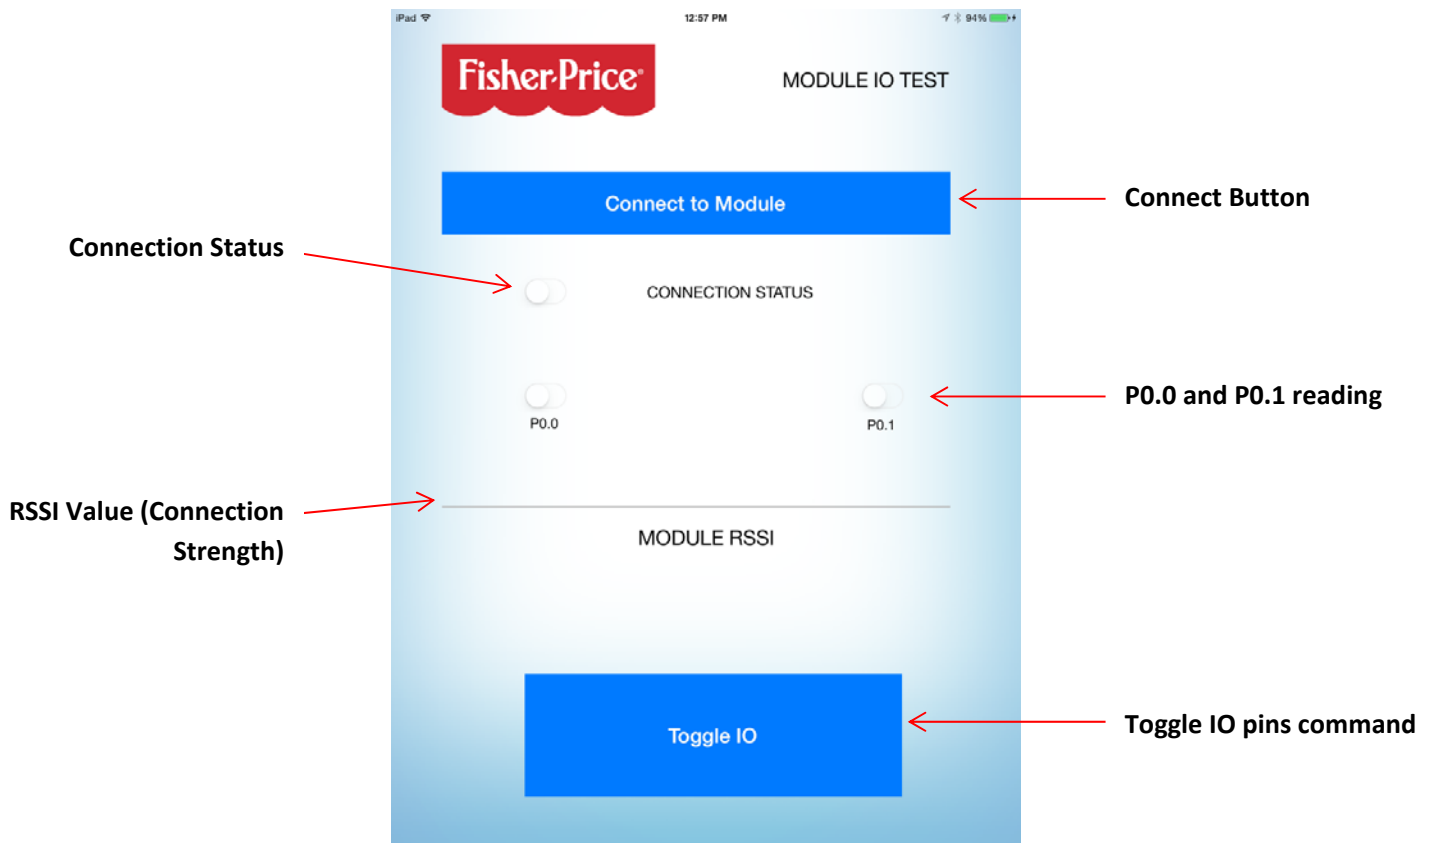 iPad 12:57 PM 94%
Fisher-Price®
MODULE IO TEST
Connect to Module
Connect Button
Connection Status
CONNECTION STATUS
P0.0 P0.1
P0.0 and P0.1 reading
RSSI Value (Connection
Strength)
MODULE RSSI
Toggle IO
Toggle IO pins command